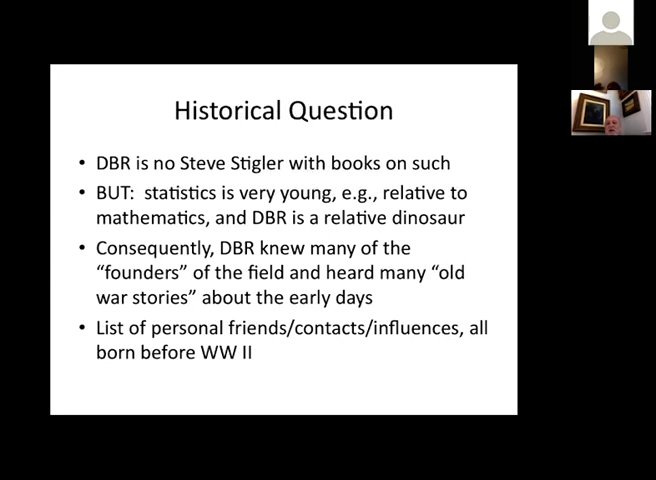 Historical Question
• DBR is no Steve Stigler with books on such
• BUT: statistics is very young, e.g., relative to
mathematics, and DBR is a relative dinosaur
• Consequently, DBR knew many of the
“founders” of the field and heard many “old
war stories” about the early days
• List of personal friends/contacts/influences, all
born before WW II